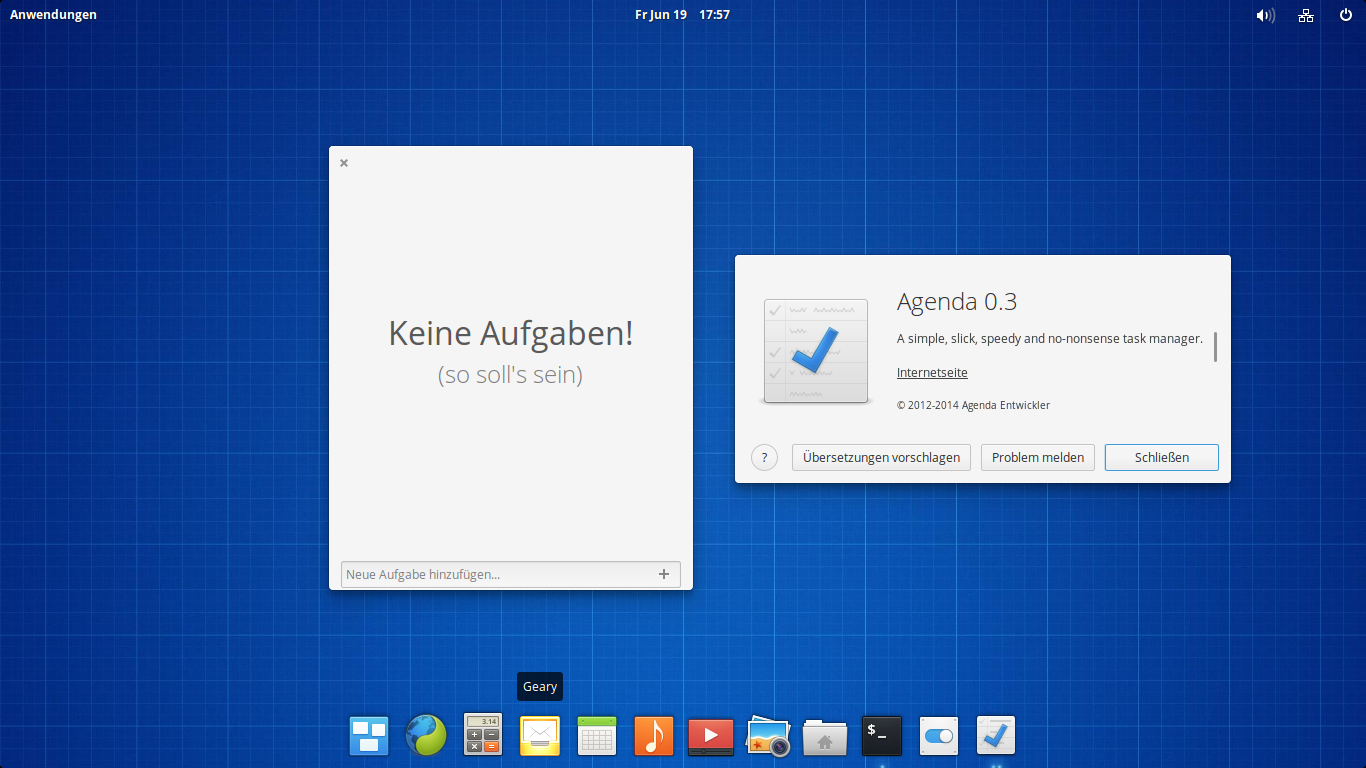 Anwendungen
Fr Jun 19 17:57
×
Keine Aufgaben!
(so soll's sein)
Neue Aufgabe hinzufügen...
+
Agenda 0.3
A simple, slick, speedy and no-nonsense task manager.
Internetseite
© 2012-2014 Agenda Entwickler
?
Übersetzungen vorschlagen
Problem melden
Schließen
Geary
3.14
$_